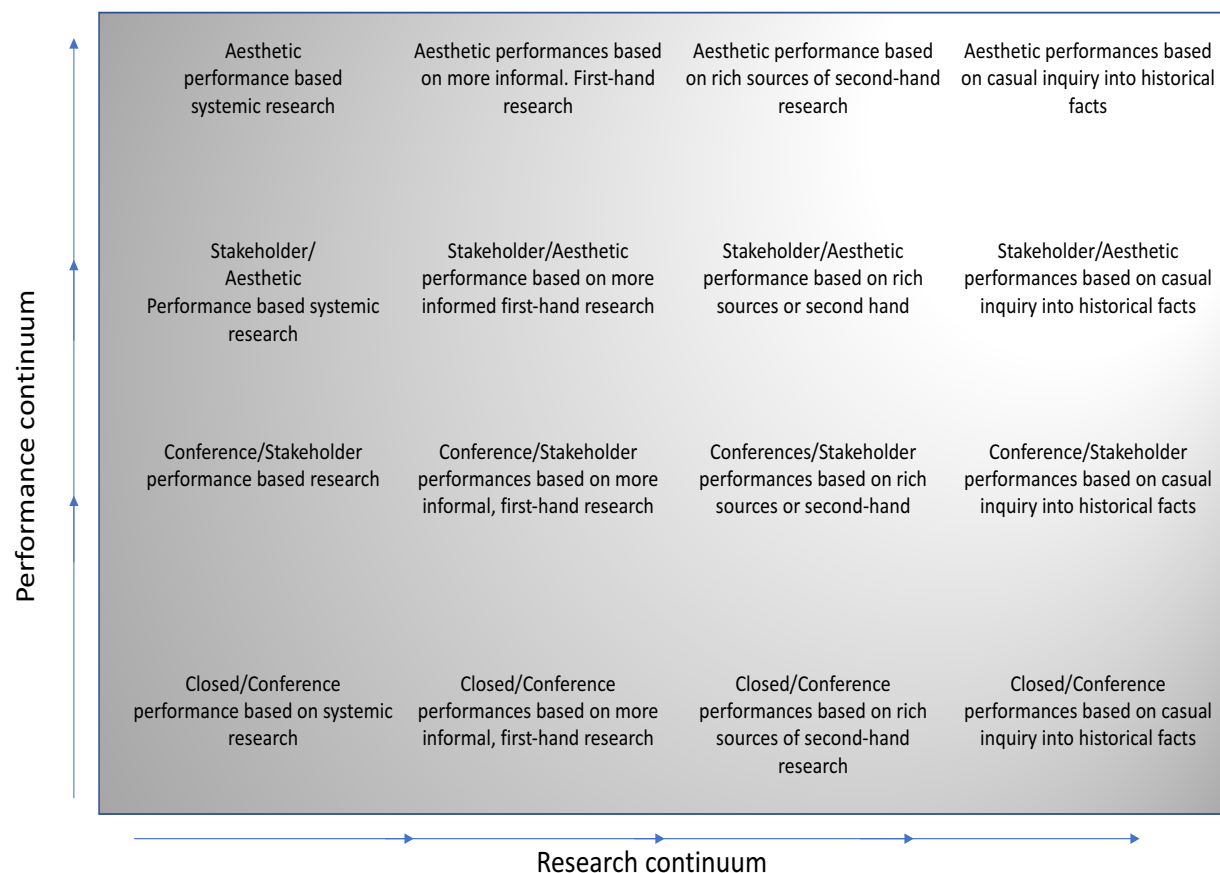 Aesthetic
performance based
systemic research
Aesthetic performances based
on more informal. First-hand
research
Aesthetic performance based
on rich sources of second-hand
research
Aesthetic performances based
on casual inquiry into historical
facts
Stakeholder/
Aesthetic
Performance based systemic
research
Stakeholder/Aesthetic
performance based on more
informed first-hand research
Stakeholder/Aesthetic
performance based on rich
sources or second hand
Stakeholder/Aesthetic
performances based on casual
inquiry into historical facts
Conference/Stakeholder
performance based research
Conference/Stakeholder
performances based on more
informal, first-hand research
Conferences/Stakeholder
performances based on rich
sources or second-hand
Conference/Stakeholder
performances based on casual
inquiry into historical facts
Closed/Conference
performance based on systemic
research
Closed/Conference
performances based on more
informal, first-hand research
Closed/Conference
performances based on rich
sources of second-hand
research
Closed/Conference
performances based on casual
inquiry into historical facts
Performance continuum
Research continuum